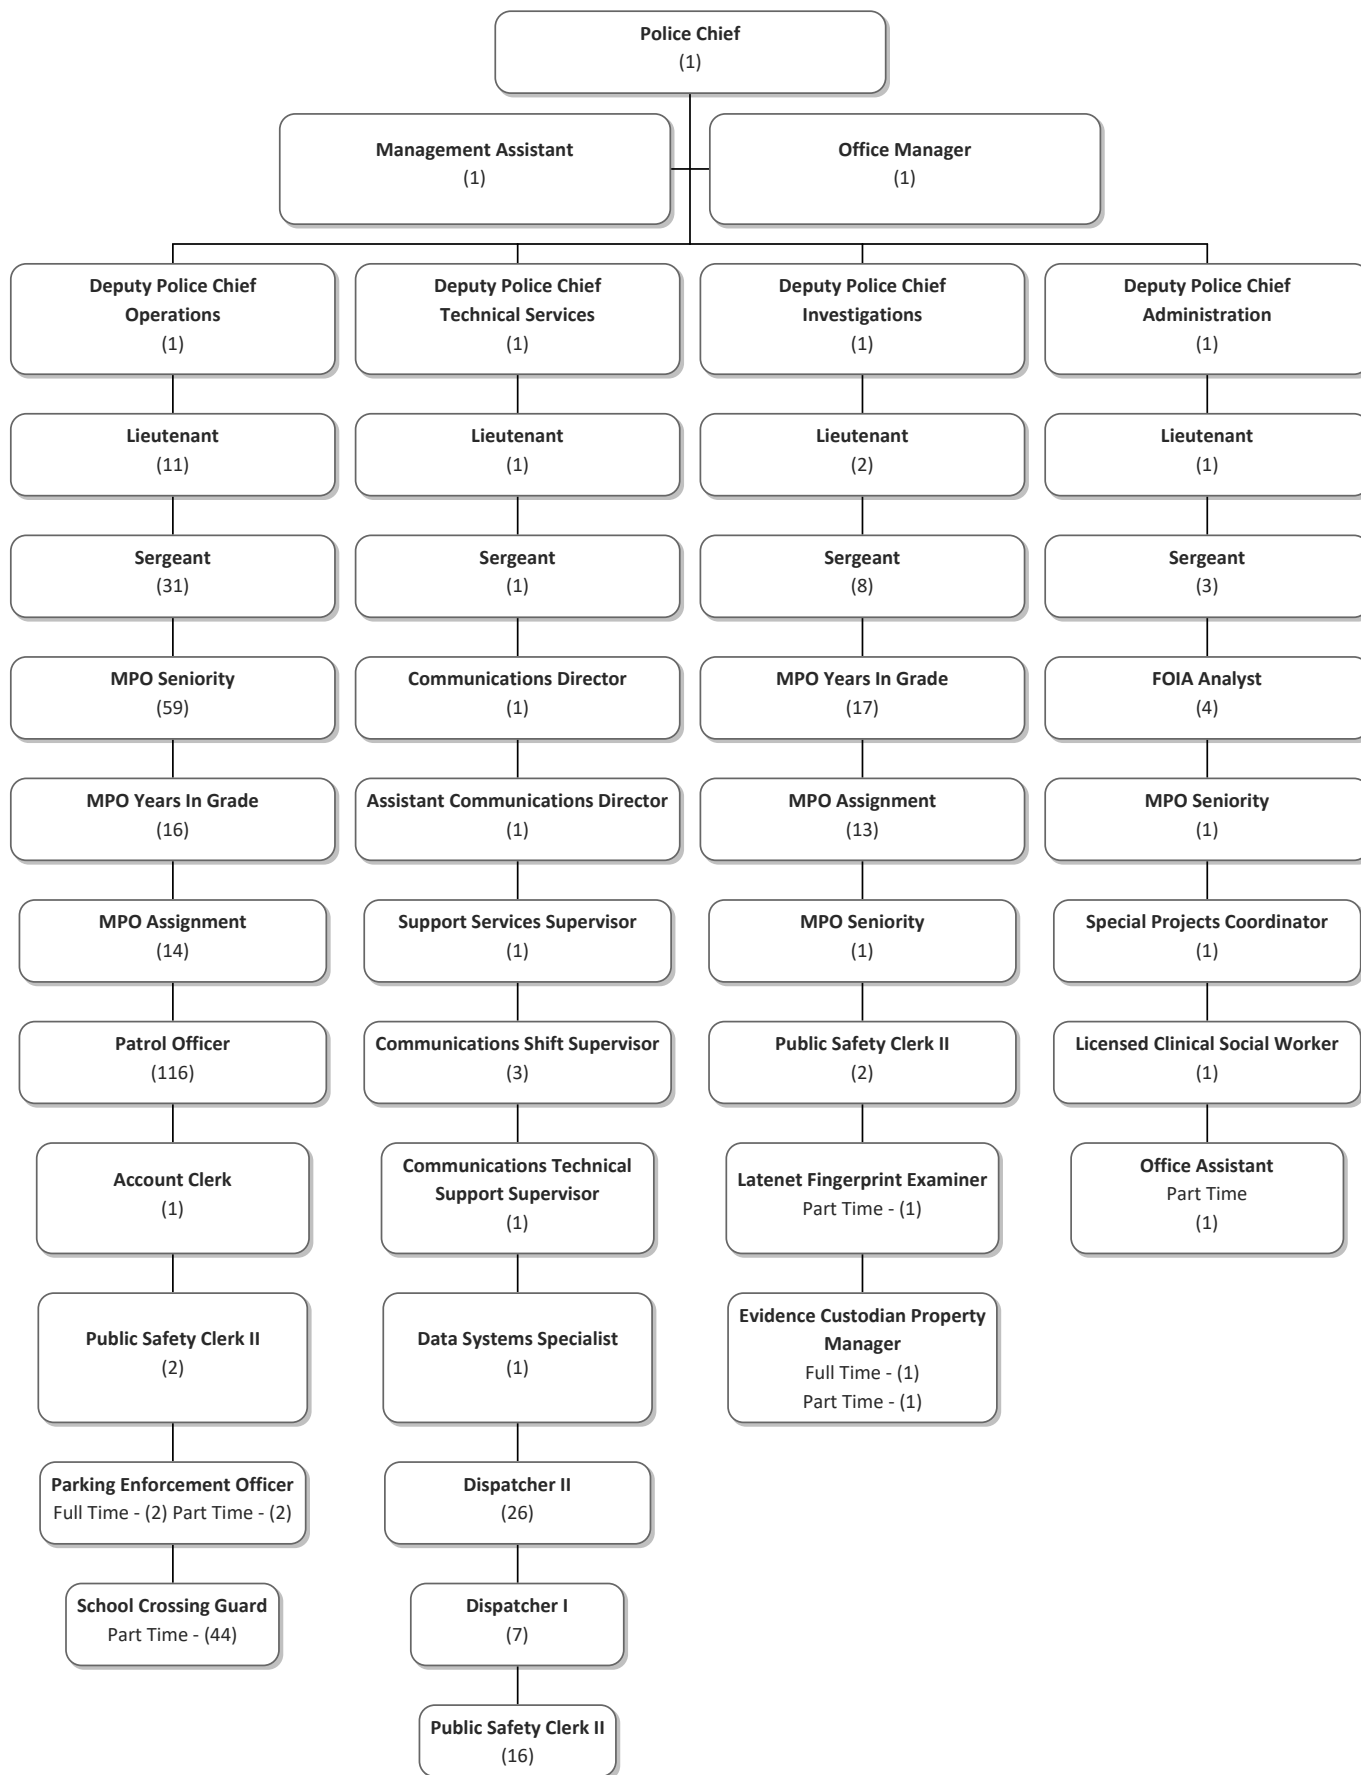 Police Chief
(1)
Management Assistant
(1)
Office Manager
(1)
Deputy Police Chief
Operations
(1)
Lieutenant
(11)
Sergeant
(31)
MPO Seniority
(59)
MPO Years In Grade
(16)
MPO Assignment
(14)
Patrol Officer
(116)
Account Clerk
(1)
Public Safety Clerk II
(2)
Parking Enforcement Officer
Full Time - (2) Part Time - (2)
School Crossing Guard
Part Time - (44)
Deputy Police Chief
Technical Services
(1)
Lieutenant
(1)
Sergeant
(1)
Communications Director
(1)
Assistant Communications Director
(1)
Support Services Supervisor
(1)
Communications Shift Supervisor
(3)
Communications Technical
Support Supervisor
(1)
Data Systems Specialist
(1)
Dispatcher II
(26)
Dispatcher I
(7)
Public Safety Clerk II
(16)
Deputy Police Chief
Investigations
(1)
Lieutenant
(2)
Sergeant
(8)
MPO Years In Grade
(17)
MPO Assignment
(13)
MPO Seniority
(1)
Public Safety Clerk II
(2)
Latenet Fingerprint Examiner
Part Time - (1)
Evidence Custodian Property
Manager
Full Time - (1)
Part Time - (1)
Deputy Police Chief
Administration
(1)
Lieutenant
(1)
Sergeant
(3)
FOIA Analyst
(4)
MPO Seniority
(1)
Special Projects Coordinator
(1)
Licensed Clinical Social Worker
(1)
Office Assistant
Part Time
(1)